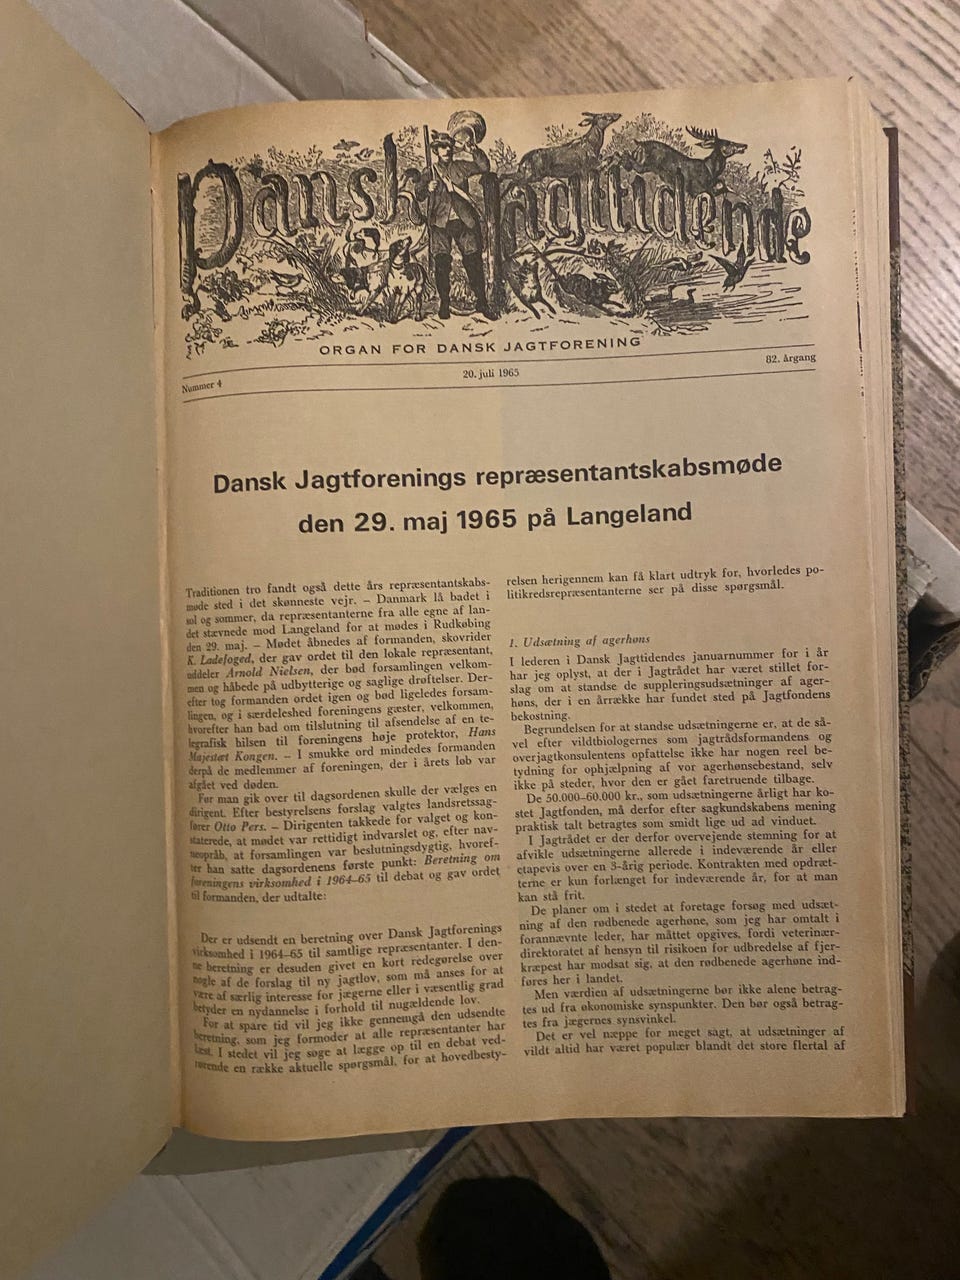 Dansk Jagttidende
ORGAN FOR DANSK JAGTFORENING
Nummer 4
20. juli 1965
82. årgang
Dansk Jagtforenings repræsentantskabsmøde
den 29. maj 1965 på Langeland
Traditionen tro fandt også dette års repræsentantskabs-
møde sted i det skønneste vejr. – Danmark lå badet i
sol og sommer, da repræsentanterne fra alle egne af lan-
det stævnede mod Langeland for at mødes i Rudkøbing
den 29. maj. – Mødet åbnedes af formanden, skovrider
K. Ladefoged, der gav ordet til den lokale repræsentant,
uddeler Arnold Nielsen, der bød forsamlingen velkom-
men og håbede på udbytterige og saglige drøftelser. Der-
efter tog formanden ordet igen og bød ligeledes forsam-
lingen, og i særdeleshed foreningens gæster, velkommen,
hvorefter han bad om tilslutning til afsendelse af en te-
legrafisk hilsen til foreningens høje protektor, Hans
Majestæt Kongen. – I smukke ord mindedes formanden
derpå de medlemmer af foreningen, der i årets løb var
afgået ved døden.
Før man gik over til dagsordenen skulle der vælges en
dirigent. Efter bestyrelsens forslag valgtes landsretssag-
fører Otto Pers. – Dirigenten takkede for valget og kon-
staterede, at mødet var rettidigt indvarslet og, efter nav-
neopråb, at forsamlingen var beslutningsdygtig, hvoref-
ter han satte dagsordenens første punkt: Beretning om
foreningens virksomhed i 1964–65 til debat og gav ordet
til formanden, der udtalte:
Der er udsendt en beretning over Dansk Jagtforenings
virksomhed i 1964–65 til samtlige repræsentanter. I den-
ne beretning er desuden givet en kort redegørelse over
nogle af de forslag til ny jagtlov, som må anses for at
være af særlig interesse for jægerne eller i væsentlig grad
betyder en nydannelse i forhold til nugældende lov.
For at spare tid vil jeg ikke gennemgå den udsendte
beretning, som jeg formoder at alle repræsentanter har
læst. I stedet vil jeg søge at lægge op til en debat ved-
rørende en række aktuelle spørgsmål, for at hovedbesty-
relsen herigennem kan få klart udtryk for, hvorledes po-
litikredsrepræsentanterne ser på disse spørgsmål.
1. Udsætning af agerhøns
I lederen i Dansk Jagttidendes januarnummer for i år
har jeg oplyst, at der i Jagtrådet har været stillet for-
slag om at standse de suppleringsudsætninger af ager-
høns, der i en årrække har fundet sted på Jagtfondens
bekostning.
Begrundelsen for at standse udsætningerne er, at de så-
vel efter vildtbiologernes som jagtrådsformandens og
overjagtkonsulentens opfattelse ikke har nogen reel be-
tydning for ophjælpning af vor agerhønsebestand, selv
ikke på steder, hvor den er gået faretruende tilbage.
De 50.000–60.000 kr., som udsætningerne årligt har ko-
stet Jagtfonden, må derfor efter sagkundskabens mening
praktisk talt betragtes som smidt lige ud ad vinduet.
I Jagtrådet er der derfor overvejende stemning for at
afvikle udsætningerne allerede i indeværende år eller
etapevis over en 3-årig periode. Kontrakten med opdræt-
terne er kun forlænget for indeværende år, for at man
kan stå frit.
De planer om i stedet at foretage forsøg med udsæt-
ning af den rødbenede agerhøne, som jeg har omtalt i
forannævnte leder, har måttet opgives, fordi veterinær-
direktoratet af hensyn til risikoen for udbredelse af fjer-
kræpest har modsat sig, at den rødbenede agerhøne ind-
føres her i landet.
Men værdien af udsætningerne bør ikke alene betrag-
tes ud fra økonomiske synspunkter. Den bør også betrag-
tes fra jægernes synsvinkel.
Det er vel næppe for meget sagt, at udsætninger af
vildt altid har været populær blandt det store flertal af